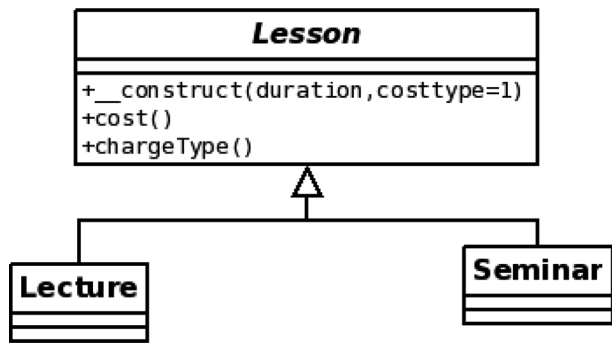 Lesson
+__construct(duration,costtype=1)
+cost()
+chargeType()
Lecture
Seminar